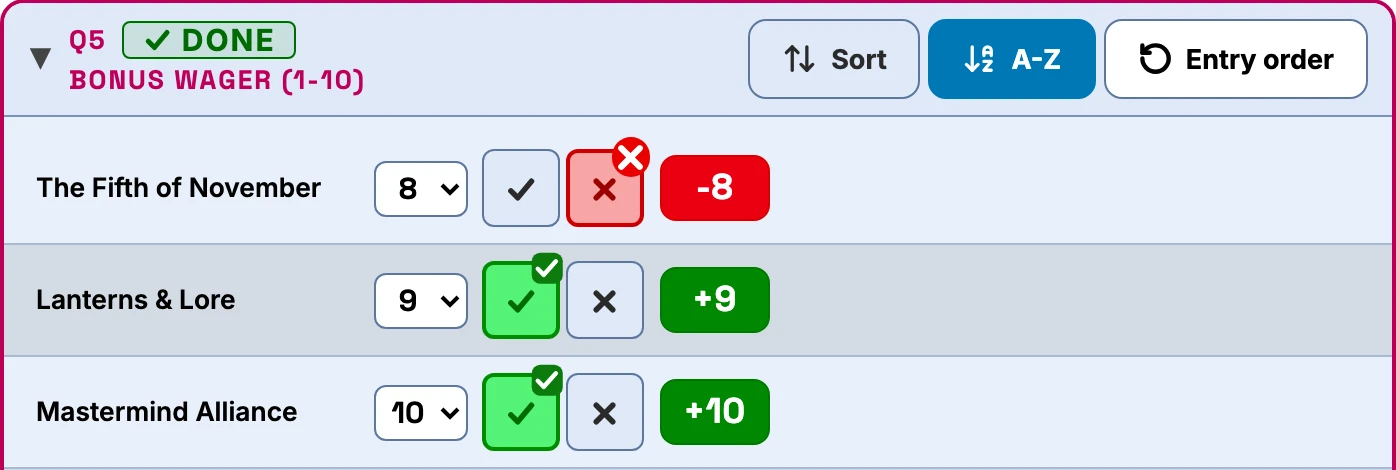 Q5 DONE
BONUS WAGER (1-10)
Sort A-Z Entry order
The Fifth of November 8 -8
Lanterns & Lore 9 +9
Mastermind Alliance 10 +10